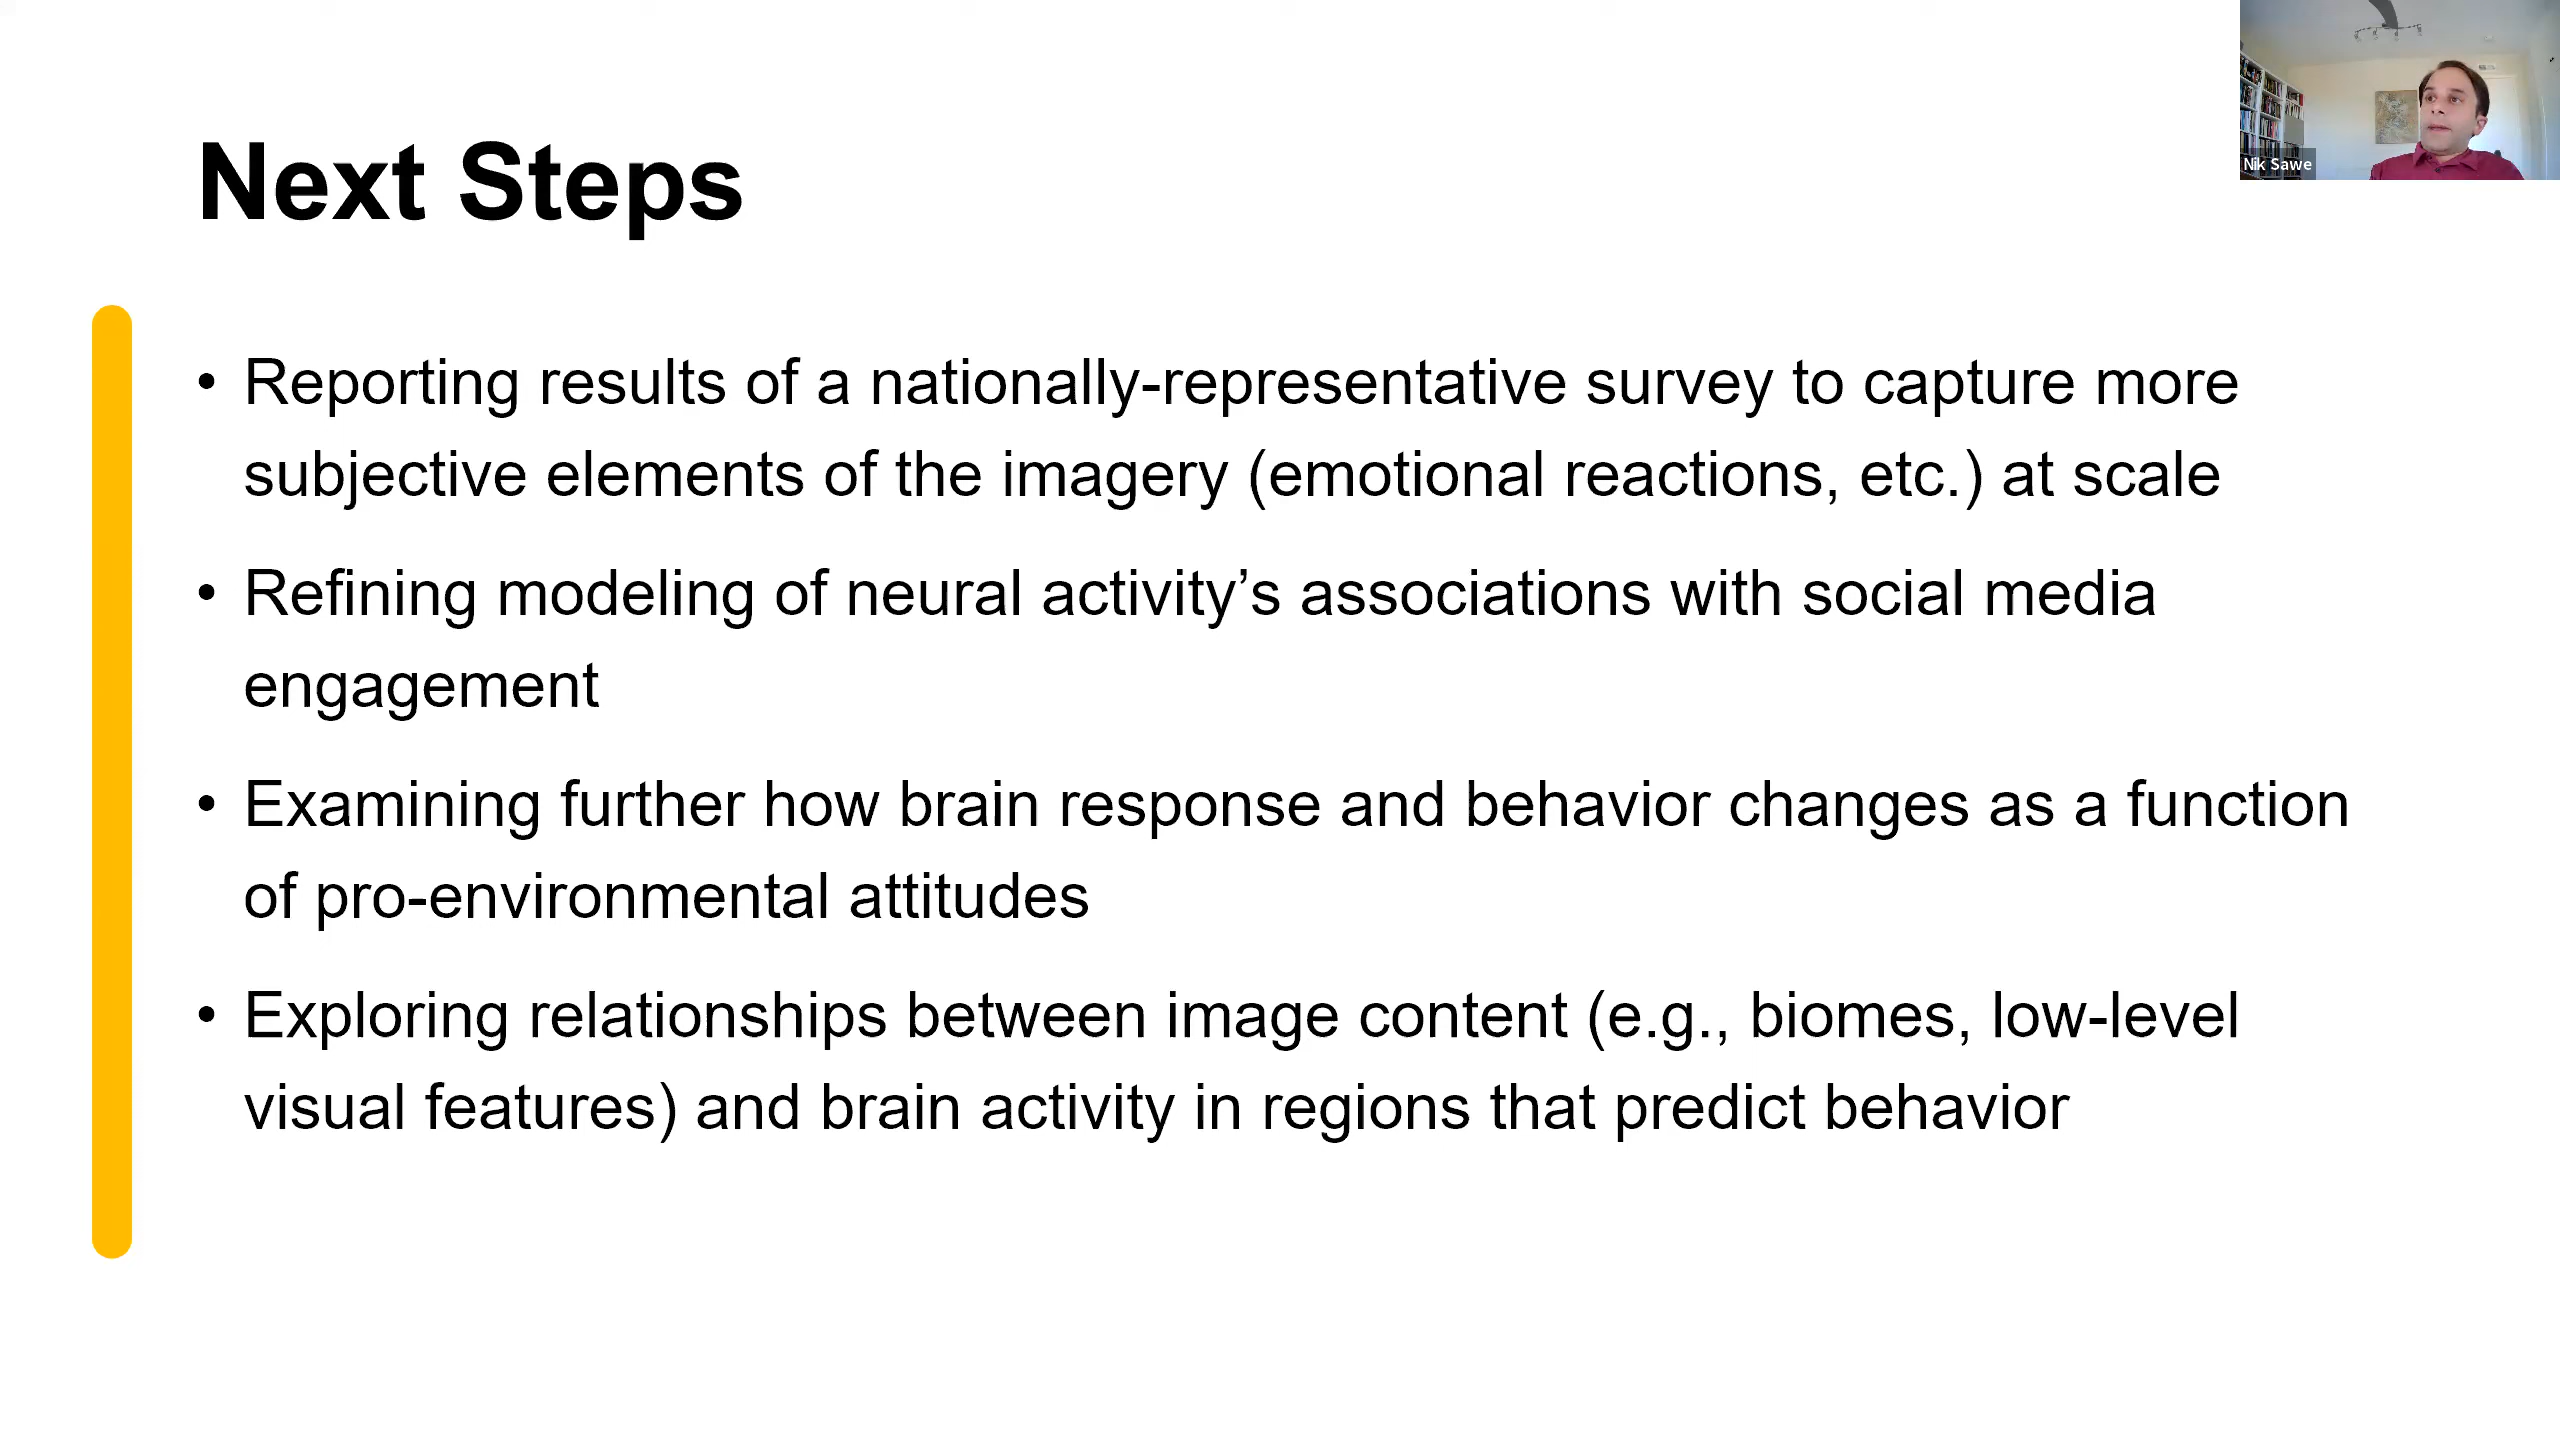 Nik Sawe
Next Steps
• Reporting results of a nationally-representative survey to capture more
subjective elements of the imagery (emotional reactions, etc.) at scale
• Refining modeling of neural activity’s associations with social media
engagement
• Examining further how brain response and behavior changes as a function
of pro-environmental attitudes
• Exploring relationships between image content (e.g., biomes, low-level
visual features) and brain activity in regions that predict behavior